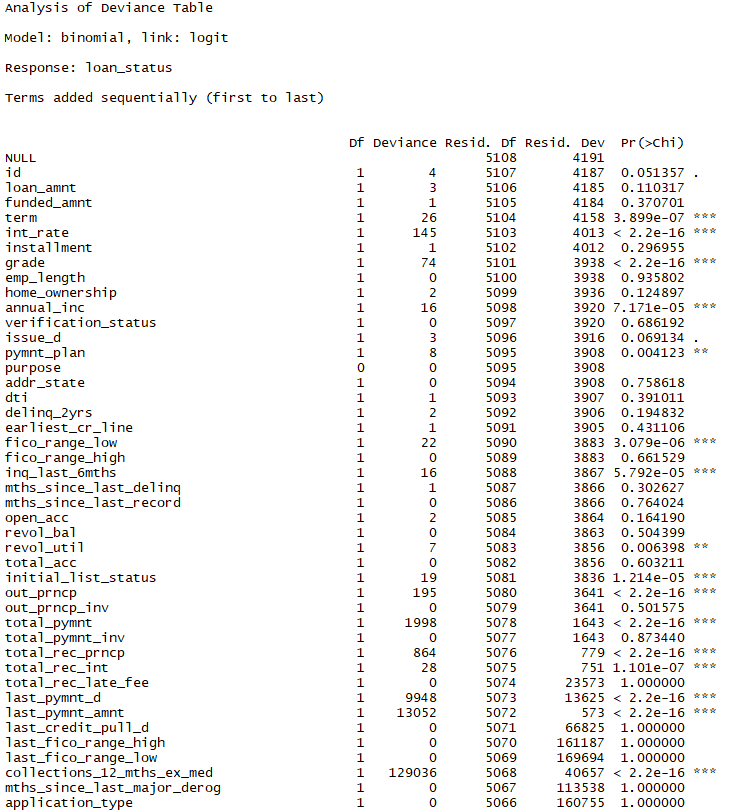 Analysis of Deviance Table
Model: binomial, link: logit
Response: loan_status
Terms added sequentially (first to last)
Df Deviance Resid. Df Resid. Dev Pr(>Chi)
NULL 5108 4191
id 1 4 5107 4187 0.051357 .
loan_amnt 1 3 5106 4185 0.110317
funded_amnt 1 1 5105 4184 0.370701
term 1 26 5104 4158 3.899e-07 ***
int_rate 1 145 5103 4013 < 2.2e-16 ***
installment 1 1 5102 4012 0.296955
grade 1 74 5101 3938 < 2.2e-16 ***
emp_length 1 0 5100 3938 0.935802
home_ownership 1 2 5099 3936 0.124897
annual_inc 1 16 5098 3920 7.171e-05 ***
verification_status 1 0 5097 3920 0.686192
issue_d 1 3 5096 3916 0.069134 .
pymnt_plan 1 8 5095 3908 0.004123 **
purpose 0 0 5095 3908
addr_state 1 0 5094 3908 0.758618
dti 1 1 5093 3907 0.391011
delinq_2yrs 1 2 5092 3906 0.194832
earliest_cr_line 1 1 5091 3905 0.431106
fico_range_low 1 22 5090 3883 3.079e-06 ***
fico_range_high 1 0 5089 3883 0.661529
inq_last_6mths 1 16 5088 3867 5.792e-05 ***
mths_since_last_delinq 1 1 5087 3866 0.302627
mths_since_last_record 1 0 5086 3866 0.764024
open_acc 1 2 5085 3864 0.164190
revol_bal 1 0 5084 3863 0.504399
revol_util 1 7 5083 3856 0.006398 **
total_acc 1 0 5082 3856 0.603211
initial_list_status 1 19 5081 3836 1.214e-05 ***
out_prncp 1 195 5080 3641 < 2.2e-16 ***
out_prncp_inv 1 0 5079 3641 0.501575
total_pymnt 1 1998 5078 1643 < 2.2e-16 ***
total_pymnt_inv 1 0 5077 1643 0.873440
total_rec_prncp 1 864 5076 779 < 2.2e-16 ***
total_rec_int 1 28 5075 751 1.101e-07 ***
total_rec_late_fee 1 0 5074 23573 1.000000
last_pymnt_d 1 9948 5073 13625 < 2.2e-16 ***
last_pymnt_amnt 1 13052 5072 573 < 2.2e-16 ***
last_credit_pull_d 1 0 5071 66825 1.000000
last_fico_range_high 1 0 5070 161187 1.000000
last_fico_range_low 1 0 5069 169694 1.000000
collections_12_mths_ex_med 1 129036 5068 40657 < 2.2e-16 ***
mths_since_last_major_derog 1 0 5067 113538 1.000000
application_type 1 0 5066 160755 1.000000